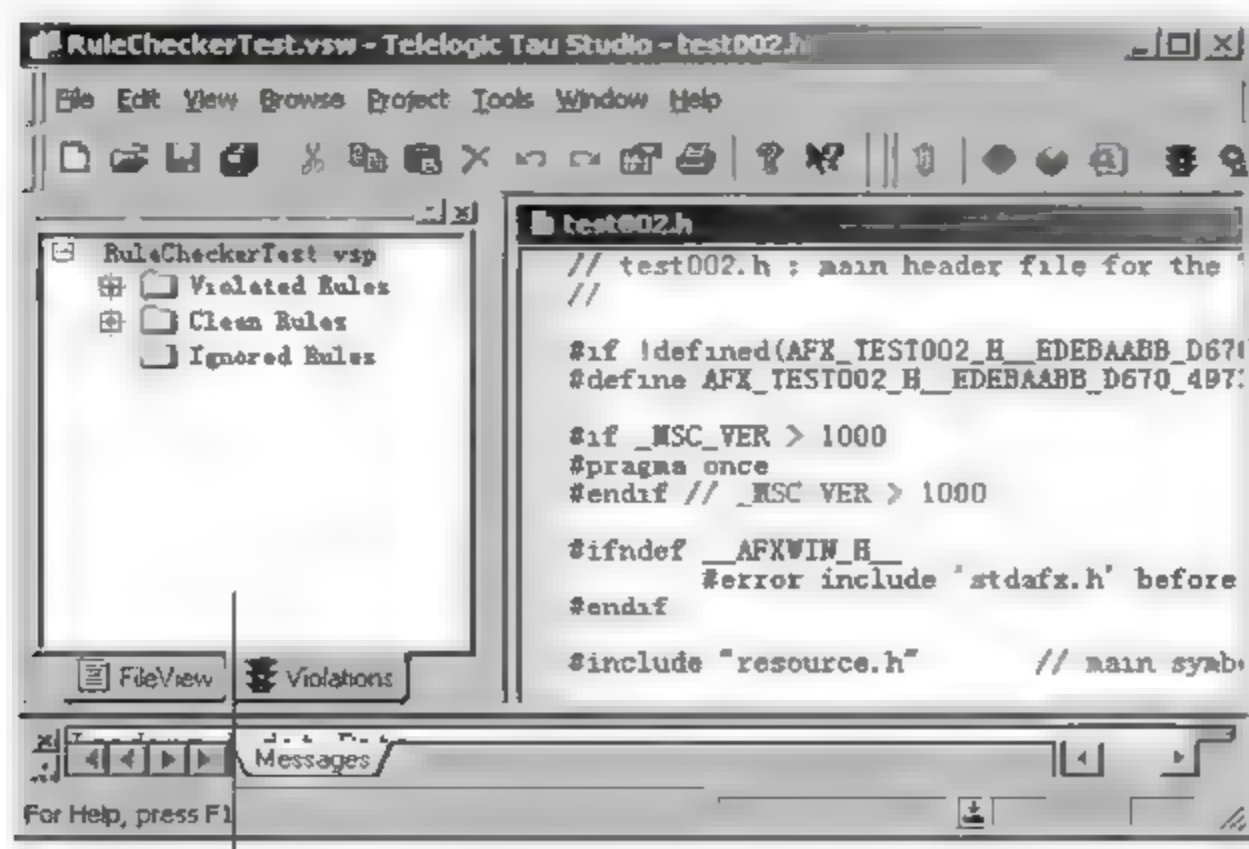 RuleCheckerTest.vsw - Telelogic Tau Studio - test002.h
File Edit View Browse Project Tools Window Help
RuleCheckerTest vsp
Violated Rules
Clean Rules
Ignored Rules
FileView
Violations
test002.h
// test002.h : main header file for the
//
#if !defined(AFX_TEST002_H__EDEBAABB_D670
#define AFX_TEST002_H__EDEBAABB_D670_497
#if _MSC_VER > 1000
#pragma once
#endif // _MSC_VER > 1000
#ifndef __AFXWIN_H__
#error include 'stdafx.h' before
#endif
#include "resource.h" // main symb
Messages
For Help, press F1